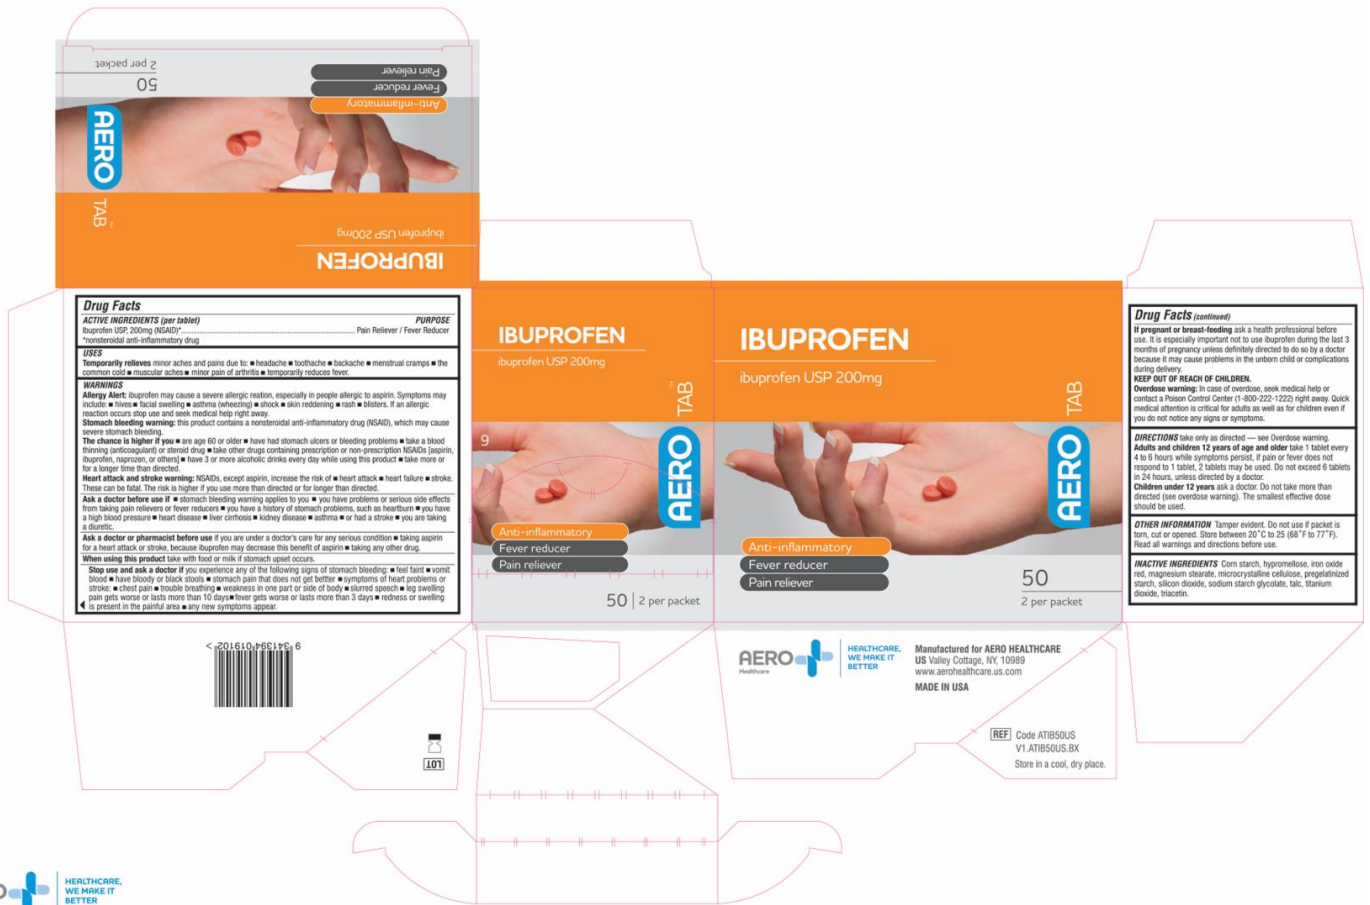 50
2 per packet
Pain reliever
Fever reducer
Anti-inflammatory
AERO
TAB™
ibuprofen USP 200mg
IBUPROFEN
Drug Facts
ACTIVE INGREDIENTS (per tablet) PURPOSE
Ibuprofen USP, 200mg (NSAID)*.......... Pain Reliever / Fever Reducer
*nonsteroidal anti-inflammatory drug
USES
Temporarily relieves minor aches and pains due to: ■ headache ■ toothache ■ backache ■ menstrual cramps ■ the
common cold ■ muscular aches ■ minor pain of arthritis ■ temporarily reduces fever.
WARNINGS
Allergy Alert: ibuprofen may cause a severe allergic reation, especially in people allergic to aspirin. Symptoms may
include: ■ hives ■ facial swelling ■ asthma (wheezing) ■ shock ■ skin reddening ■ rash ■ blisters. If an allergic
reaction occurs stop use and seek medical help right away.
Stomach bleeding warning: this product contains a nonsteroidal anti-inflammatory drug (NSAID), which may cause
severe stomach bleeding.
The chance is higher if you ■ are age 60 or older ■ have had stomach ulcers or bleeding problems ■ take a blood
thinning (anticoagulant) or steroid drug ■ take other drugs containing prescription or non-prescription NSAIDs [aspirin,
ibuprofen, naprozen, or others] ■ have 3 or more alcoholic drinks every day while using this product ■ take more or
for a longer time than directed.
Heart attack and stroke warning: NSAIDs, except aspirin, increase the risk of ■ heart attack ■ heart failure ■ stroke.
These can be fatal. The risk is higher if you use more than directed or for longer than directed.
Ask a doctor before use if ■ stomach bleeding warning applies to you ■ you have problems or serious side effects
from taking pain relievers or fever reducers ■ you have a history of stomach problems, such as heartburn ■ you have
a high blood pressure ■ heart disease ■ liver cirrhosis ■ kidney disease ■ asthma ■ or had a stroke ■ you are taking
a diuretic.
Ask a doctor or pharmacist before use if you are under a doctor's care for any serious condition ■ taking aspirin
for a heart attack or stroke, because ibuprofen may decrease this benefit of aspirin ■ taking any other drug.
When using this product take with food or milk if stomach upset occurs.
Stop use and ask a doctor if you experience any of the following signs of stomach bleeding: ■ feel faint ■ vomit
blood ■ have bloody or black stools ■ stomach pain that does not get better ■ symptoms of heart problems or
stroke: ■ chest pain ■ trouble breathing ■ weakness in one part or side of body ■ slurred speech ■ leg swelling
pain gets worse or lasts more than 10 days ■ fever gets worse or lasts more than 3 days ■ redness or swelling
is present in the painful area ■ any new symptoms appear.
9 341394 019102 >
LOT
IBUPROFEN
ibuprofen USP 200mg
TAB™
AERO
9
Anti-inflammatory
Fever reducer
Pain reliever
50 | 2 per packet
IBUPROFEN
ibuprofen USP 200mg
TAB
AERO
Anti-inflammatory
Fever reducer
Pain reliever
50
2 per packet
AERO
Healthcare
HEALTHCARE,
WE MAKE IT
BETTER
Manufactured for AERO HEALTHCARE
US Valley Cottage, NY, 10989
www.aerohealthcare.us.com
MADE IN USA
REF Code ATIB50US
V1.ATIB50US.BX
Store in a cool, dry place.
Drug Facts (continued)
If pregnant or breast-feeding ask a health professional before
use. It is especially important not to use ibuprofen during the last 3
months of pregnancy unless definitely directed to do so by a doctor
because it may cause problems in the unborn child or complications
during delivery.
KEEP OUT OF REACH OF CHILDREN.
Overdose warning: In case of overdose, seek medical help or
contact a Poison Control Center (1-800-222-1222) right away. Quick
medical attention is critical for adults as well as for children even if
you do not notice any signs or symptoms.
DIRECTIONS take only as directed — see Overdose warning.
Adults and children 12 years of age and older take 1 tablet every
4 to 6 hours while symptoms persist, if pain or fever does not
respond to 1 tablet, 2 tablets may be used. Do not exceed 6 tablets
in 24 hours, unless directed by a doctor.
Children under 12 years ask a doctor. Do not take more than
directed (see overdose warning). The smallest effective dose
should be used.
OTHER INFORMATION Tamper evident. Do not use if packet is
torn, cut or opened. Store between 20˚C to 25 (68˚F to 77˚F).
Read all warnings and directions before use.
INACTIVE INGREDIENTS Corn starch, hypromellose, iron oxide
red, magnesium stearate, microcrystalline cellulose, pregelatinized
starch, silicon dioxide, sodium starch glycolate, talc, titanium
dioxide, triacetin.
HEALTHCARE,
WE MAKE IT
BETTER